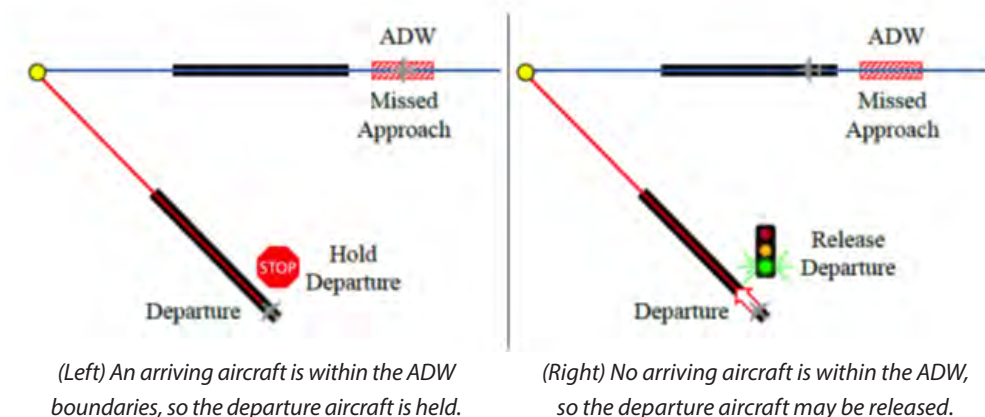 ADW
Missed
Approach
STOP
Hold
Departure
Departure
(Left) An arriving aircraft is within the ADW
boundaries, so the departure aircraft is held.
ADW
Missed
Approach
Release
Departure
Departure
(Right) No arriving aircraft is within the ADW,
so the departure aircraft may be released.